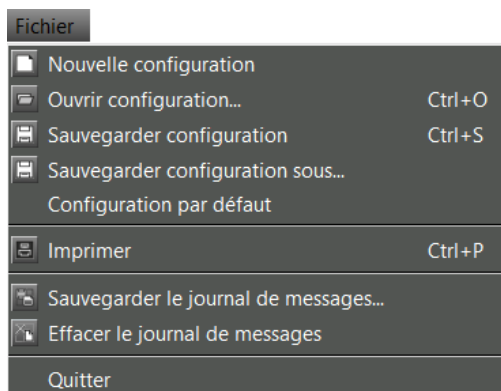 Fichier
Nouvelle configuration
Ouvrir configuration... Ctrl+O
Sauvegarder configuration Ctrl+S
Sauvegarder configuration sous...
Configuration par défaut
Imprimer Ctrl+P
Sauvegarder le journal de messages...
Effacer le journal de messages
Quitter